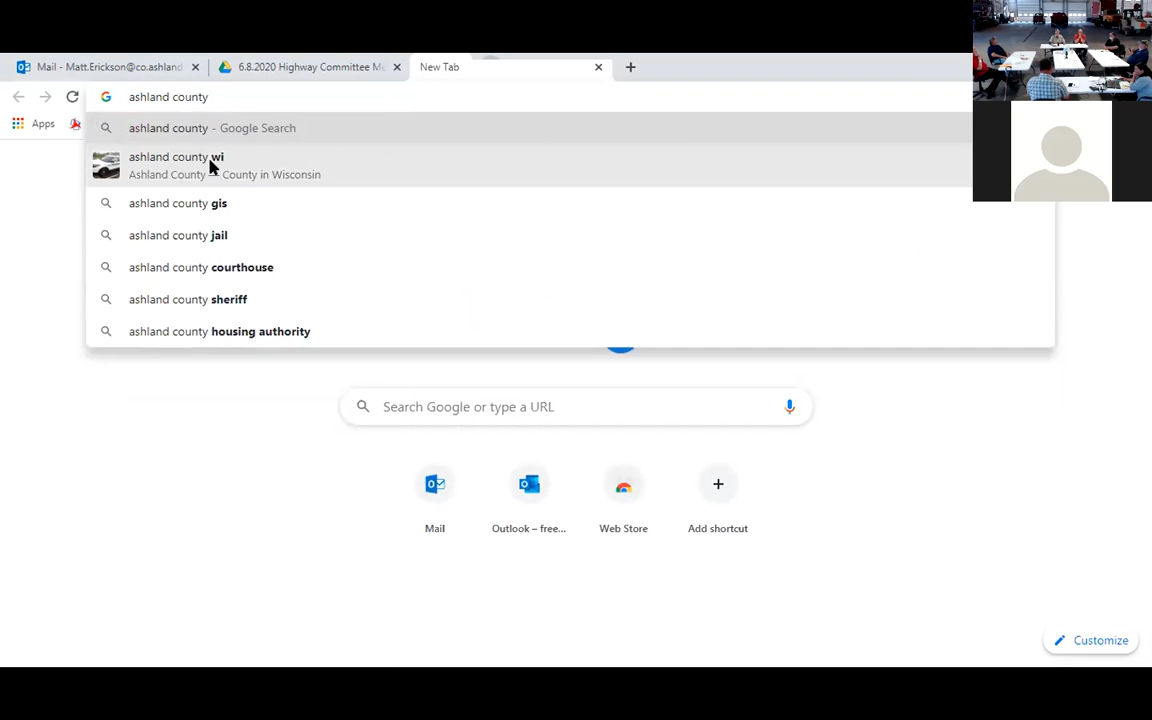 Mail - Matt.Erickson@co.ashland
6.8.2020 Highway Committee Me
New Tab
ashland county
Apps
ashland county - Google Search
ashland county wi
Ashland County — County in Wisconsin
ashland county gis
ashland county jail
ashland county courthouse
ashland county sheriff
ashland county housing authority
Search Google or type a URL
Mail
Outlook – free...
Web Store
Add shortcut
Customize